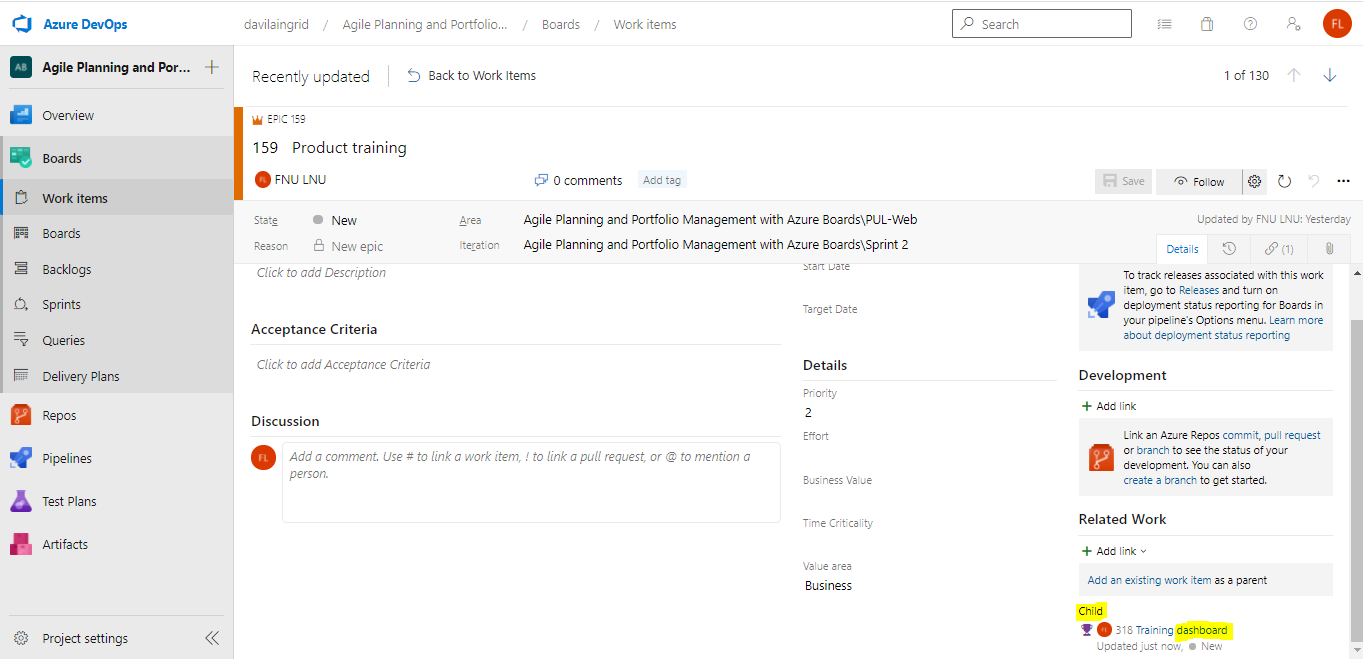 Azure DevOps
davilaingrid / Agile Planning and Portfolio... / Boards / Work items
Search
FL
AB Agile Planning and Por...
Overview
Boards
Work items
Boards
Backlogs
Sprints
Queries
Delivery Plans
Repos
Pipelines
Test Plans
Artifacts
Project settings
Recently updated
Back to Work Items
1 of 130
EPIC 159
159 Product training
FL FNU LNU
0 comments
Add tag
Save
Follow
State New
Area Agile Planning and Portfolio Management with Azure Boards\PUL-Web
Updated by FNU LNU: Yesterday
Reason New epic
Iteration Agile Planning and Portfolio Management with Azure Boards\Sprint 2
Details
(1)
Click to add Description
Acceptance Criteria
Click to add Acceptance Criteria
Discussion
FL
Add a comment. Use # to link a work item, ! to link a pull request, or @ to mention a
person.
Start Date
Target Date
Details
Priority
2
Effort
Business Value
Time Criticality
Value area
Business
To track releases associated with this work
item, go to Releases and turn on
deployment status reporting for Boards in
your pipeline's Options menu. Learn more
about deployment status reporting
Development
+ Add link
Link an Azure Repos commit, pull request
or branch to see the status of your
development. You can also
create a branch to get started.
Related Work
+ Add link
Add an existing work item as a parent
Child
FL 318 Training dashboard
Updated just now, New